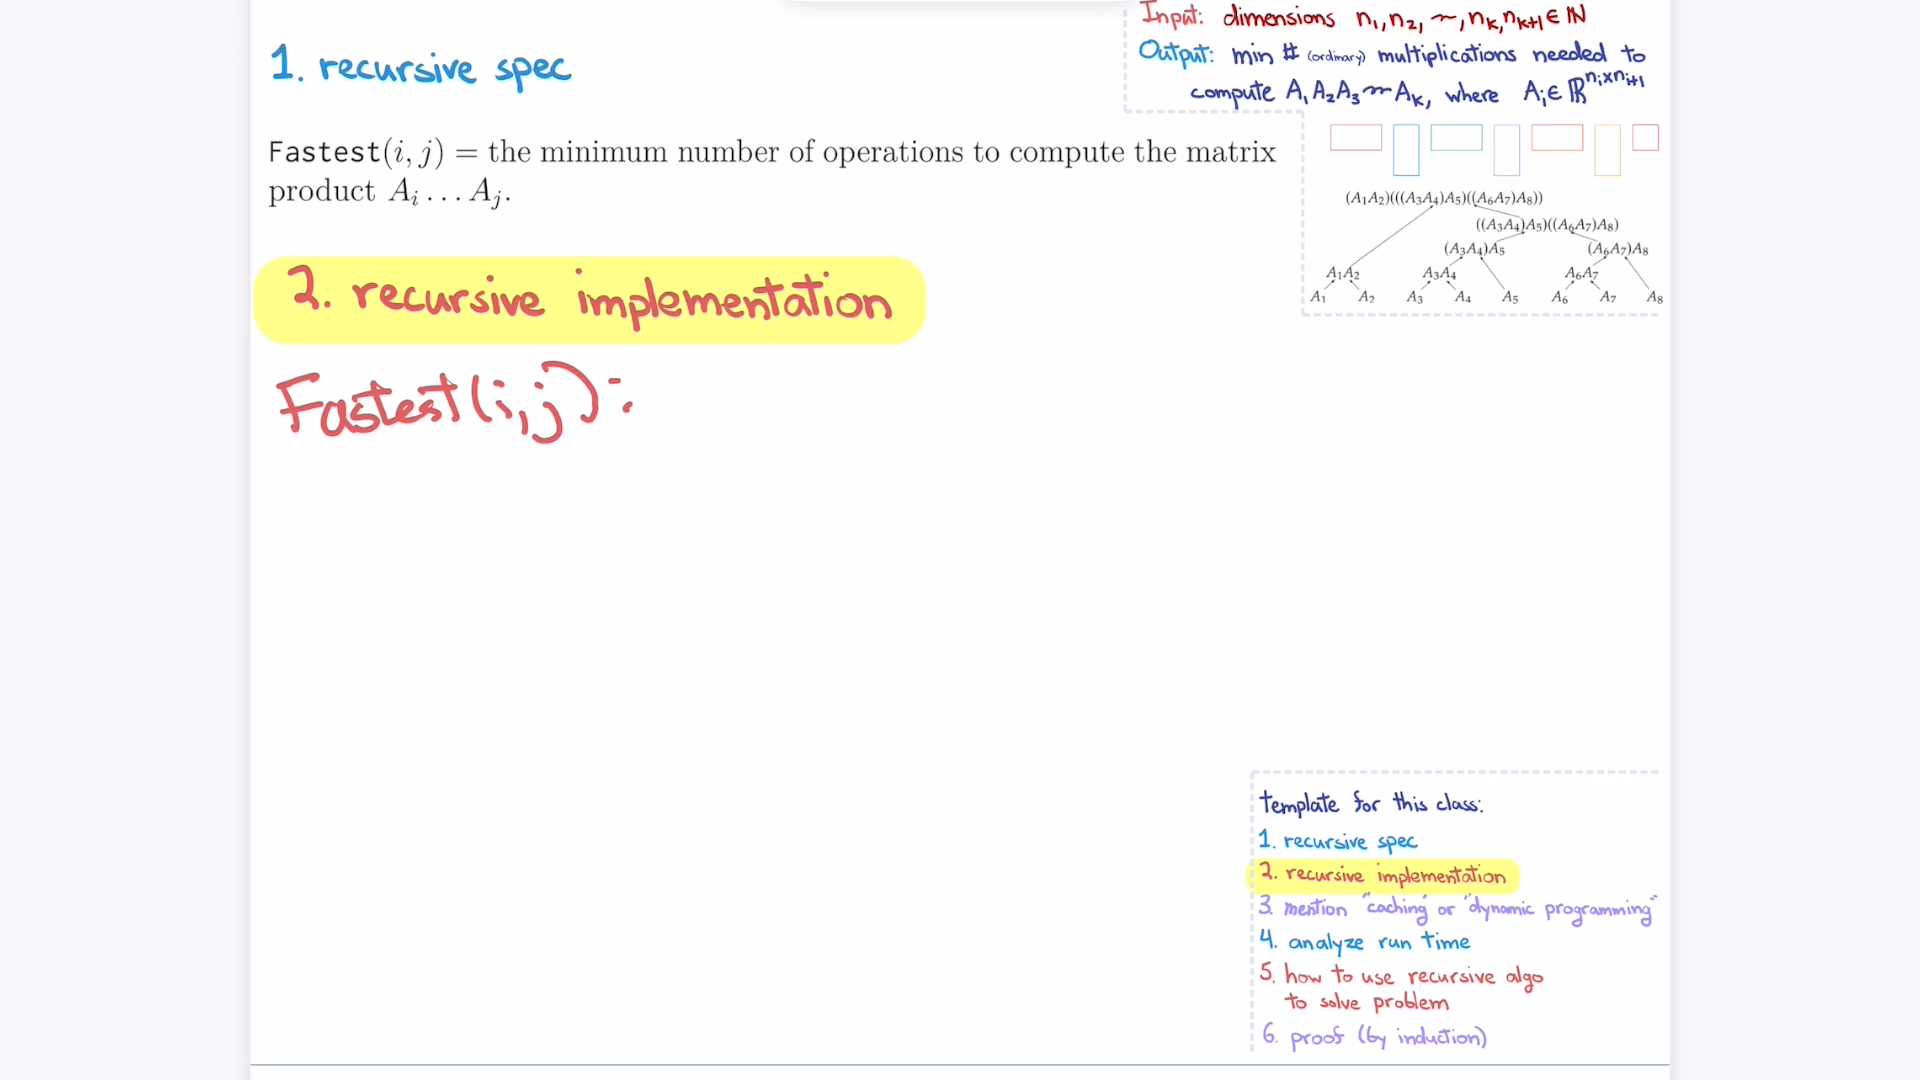 Input: dimensions n₁,n₂, ~, nₖ,nₖ₊₁ ∈ ℕ
Output: min # (ordinary) multiplications needed to
compute A₁A₂A₃~Aₖ, where Aᵢ∈ ℝ^{nᵢ×nᵢ₊₁}
1. recursive spec
Fastest(i, j) = the minimum number of operations to compute the matrix
product Aᵢ … Aⱼ.
(A₁A₂)(((A₃A₄)A₅)((A₆A₇)A₈))
((A₃A₄)A₅)((A₆A₇)A₈)
(A₃A₄)A₅ (A₆A₇)A₈
A₁A₂ A₃A₄ A₆A₇
A₁ A₂ A₃ A₄ A₅ A₆ A₇ A₈
2. recursive implementation
Fastest(i,j):
template for this class:
1. recursive spec
2. recursive implementation
3. mention "caching" or "dynamic programming"
4. analyze run time
5. how to use recursive algo
to solve problem
6. proof (by induction)